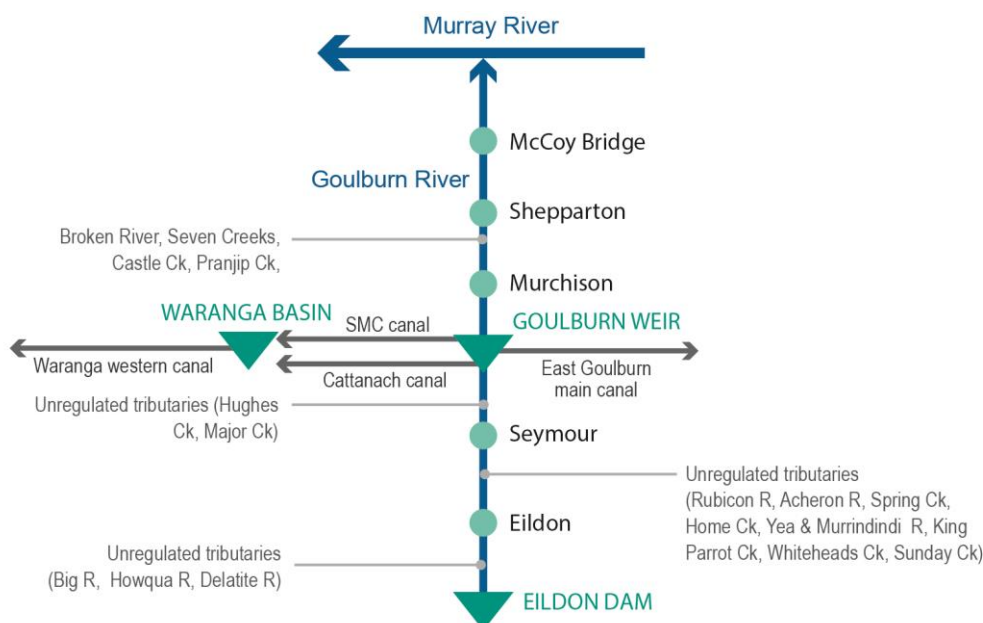 Murray River
McCoy Bridge
Goulburn River
Shepparton
Broken River, Seven Creeks,
Castle Ck, Pranjip Ck,
Murchison
WARANGA BASIN
SMC canal
GOULBURN WEIR
Waranga western canal
Cattanach canal
East Goulburn
main canal
Unregulated tributaries (Hughes
Ck, Major Ck)
Seymour
Unregulated tributaries
(Rubicon R, Acheron R, Spring Ck,
Home Ck, Yea & Murrindindi R, King
Parrot Ck, Whiteheads Ck, Sunday Ck)
Eildon
Unregulated tributaries
(Big R, Howqua R, Delatite R)
EILDON DAM